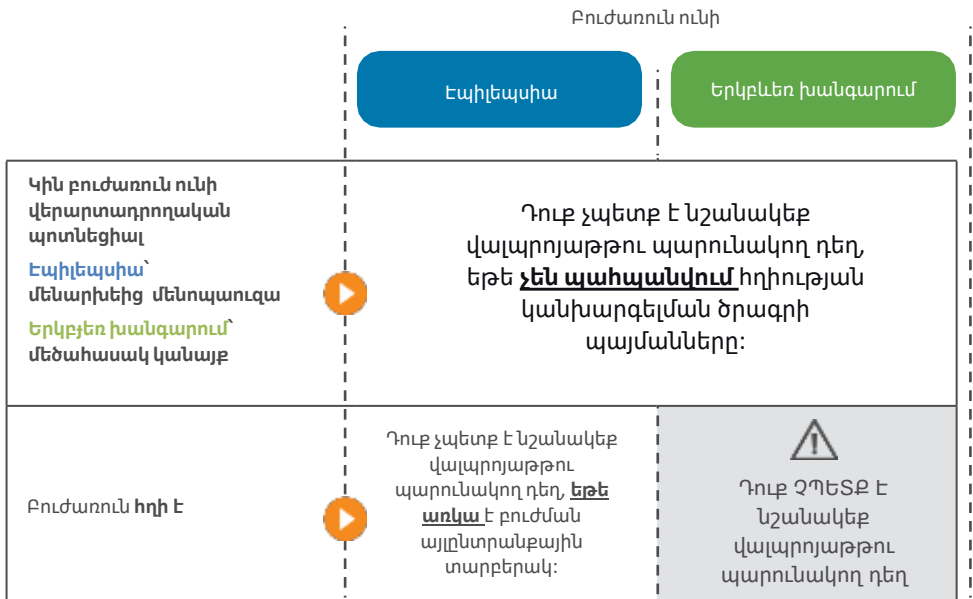 Բուժառուն ունի
Էպիլեպսիա
Երկբևեռ խանգարում
Կին բուժառուն ունի
վերարտադրողական
պոտնեցիալ
Էպիլեպսիա՝
մենարխեից մենոպաուզա
Երկբյեռ խանգարում՝
մեծահասակ կանայք
Դուք չպետք է նշանակեք
վալպրոյաթթու պարունակող դեղ,
եթե չեն պահպանվում հղիության
կանխարգելման ծրագրի
պայմանները:
Բուժառուն հղի է
Դուք չպետք է նշանակեք
վալպրոյաթթու
պարունակող դեղ, եթե
առկա է բուժման
այլընտրանքային
տարբերակ:
Դուք ՉՊԵՏՔ Է
նշանակեք
վալպրոյաթթու
պարունակող դեղ